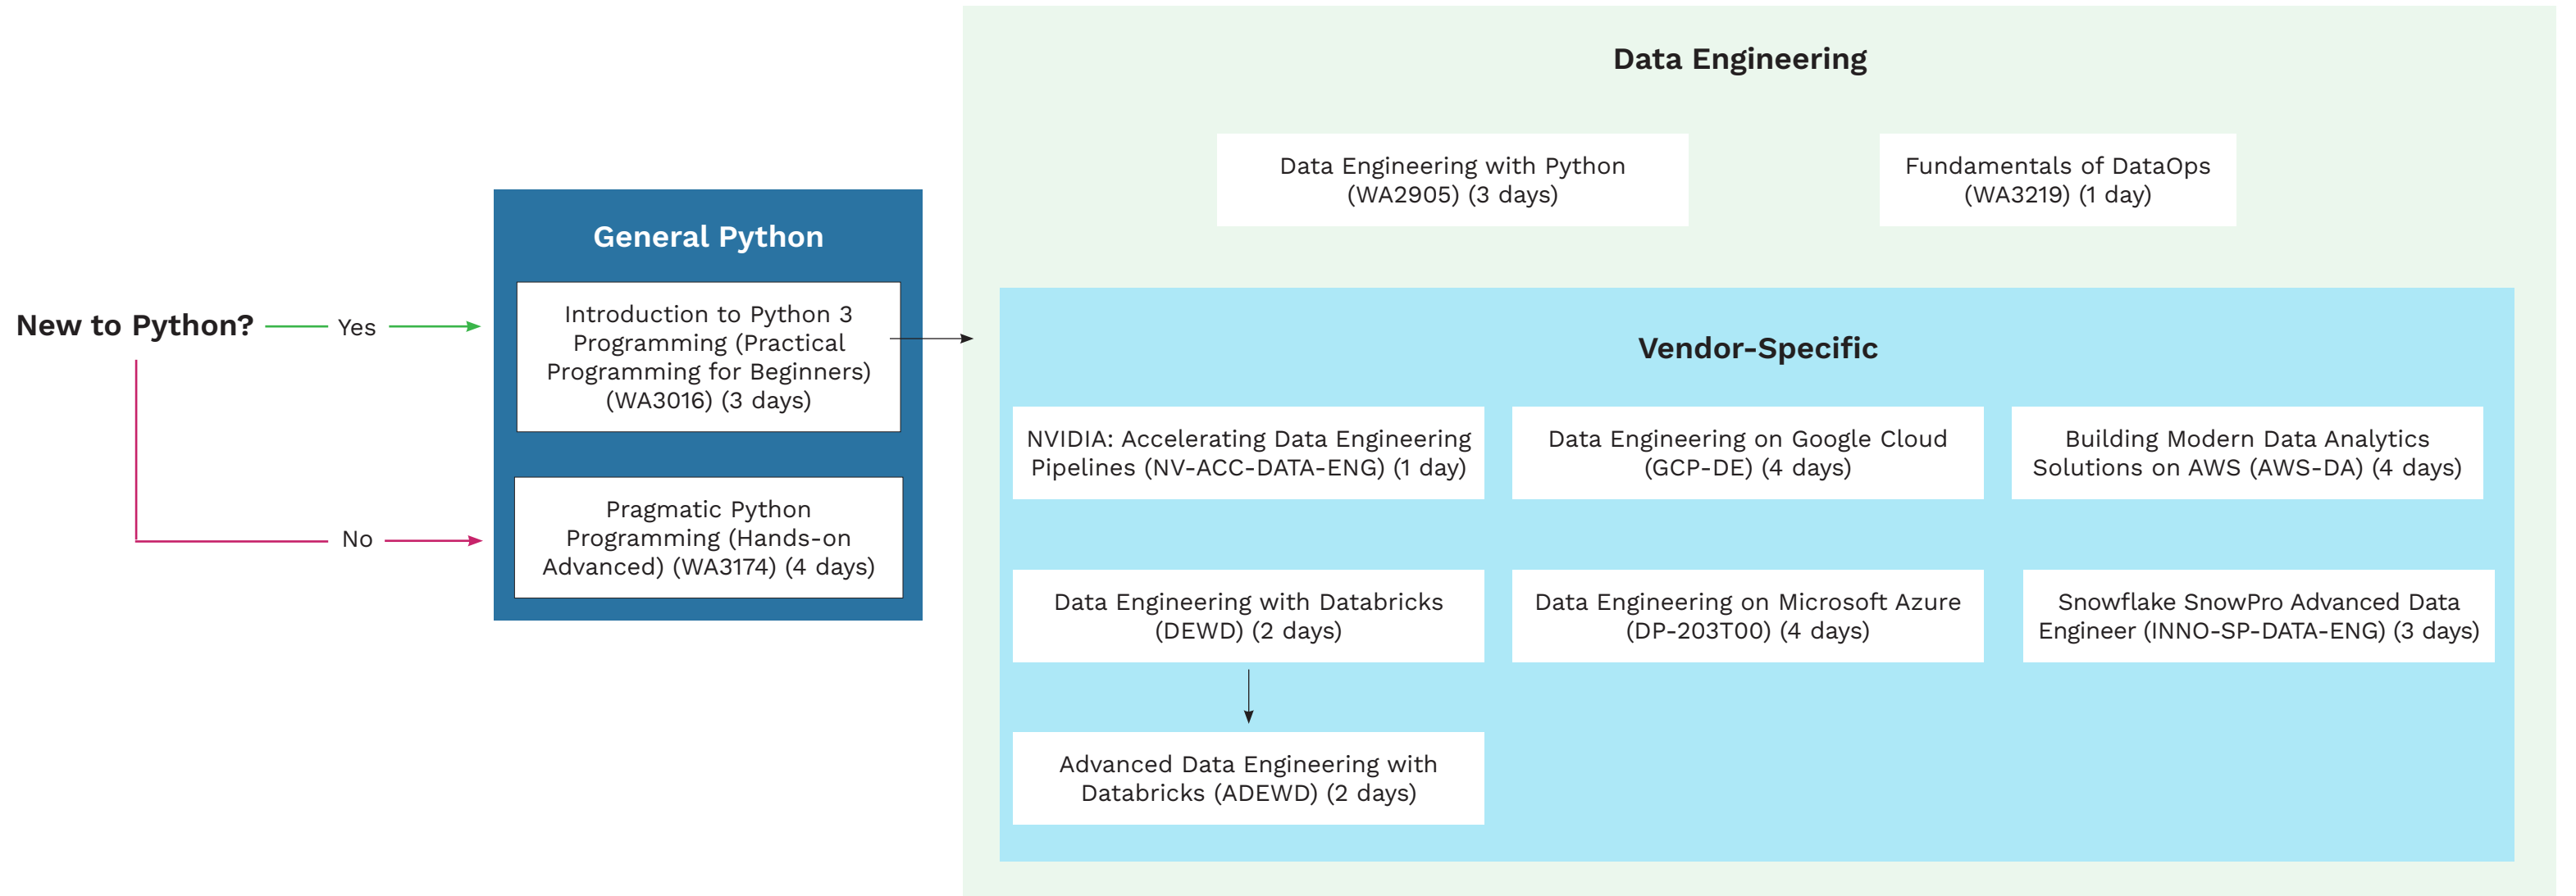 New to Python?
Yes
No
General Python
Introduction to Python 3
Programming (Practical
Programming for Beginners)
(WA3016) (3 days)
Pragmatic Python
Programming (Hands-on
Advanced) (WA3174) (4 days)
Data Engineering
Data Engineering with Python
(WA2905) (3 days)
Fundamentals of DataOps
(WA3219) (1 day)
Vendor-Specific
NVIDIA: Accelerating Data Engineering
Pipelines (NV-ACC-DATA-ENG) (1 day)
Data Engineering on Google Cloud
(GCP-DE) (4 days)
Building Modern Data Analytics
Solutions on AWS (AWS-DA) (4 days)
Data Engineering with Databricks
(DEWD) (2 days)
Data Engineering on Microsoft Azure
(DP-203T00) (4 days)
Snowflake SnowPro Advanced Data
Engineer (INNO-SP-DATA-ENG) (3 days)
Advanced Data Engineering with
Databricks (ADEWD) (2 days)